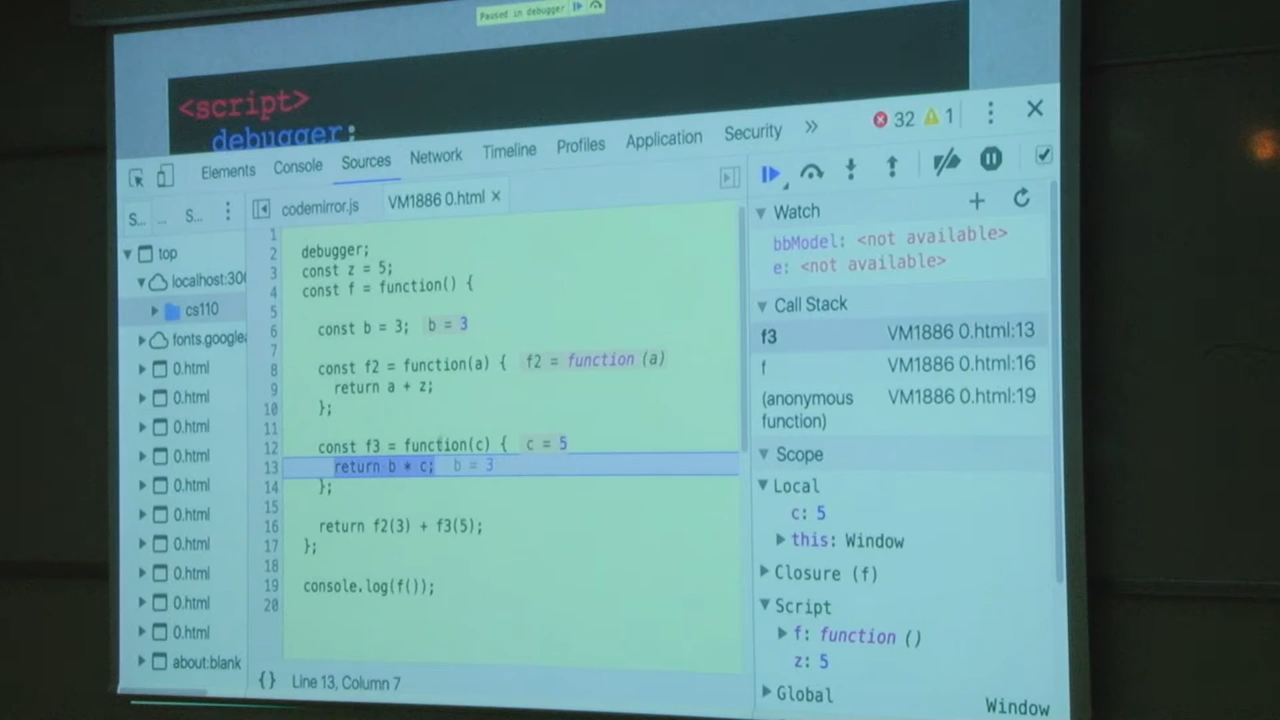 Paused in debugger
<script>
debugger;
Elements Console Sources Network Timeline Profiles Application Security » 32 1
S... ... S...
codemirror.js VM1886 0.html ×
top
localhost:300
cs110
fonts.googlea
0.html
0.html
0.html
0.html
0.html
0.html
0.html
0.html
0.html
0.html
about:blank
1
2 debugger;
3 const z = 5;
4 const f = function() {
5
6 const b = 3; b = 3
7
8 const f2 = function(a) { f2 = function (a)
9 return a + z;
10 };
11
12 const f3 = function(c) { c = 5
13 return b * c; b = 3
14 };
15
16 return f2(3) + f3(5);
17 };
18
19 console.log(f());
20
{} Line 13, Column 7
Watch
bbModel: <not available>
e: <not available>
Call Stack
f3 VM1886 0.html:13
f VM1886 0.html:16
(anonymous function) VM1886 0.html:19
Scope
Local
c: 5
this: Window
Closure (f)
Script
f: function ()
z: 5
Global Window